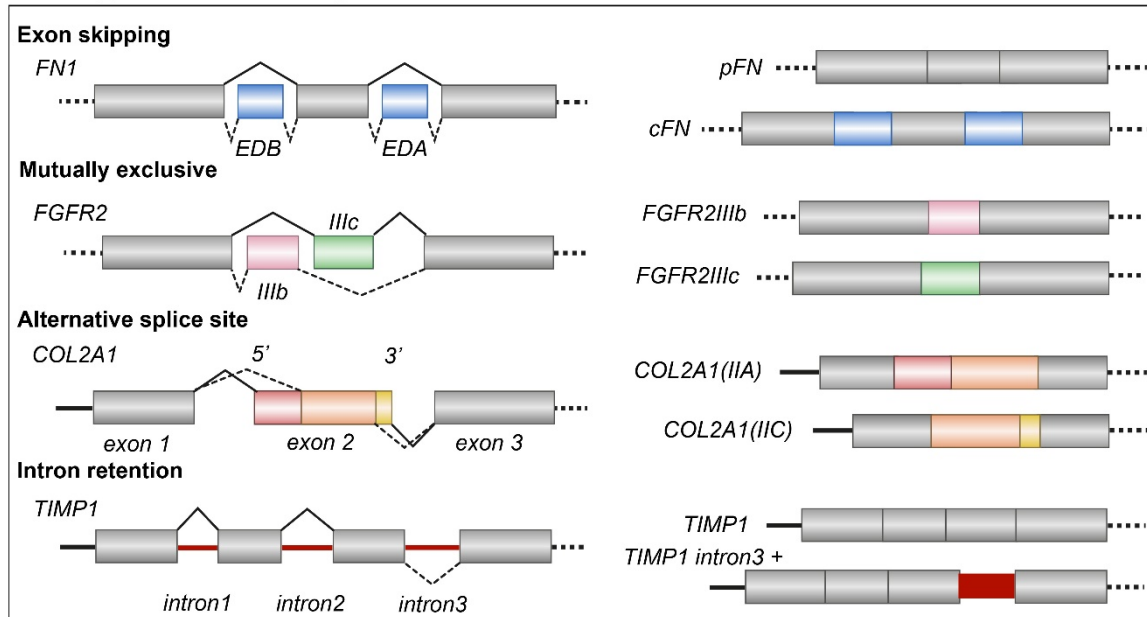 Exon skipping
FN1
EDB
EDA
pFN
cFN
Mutually exclusive
FGFR2
IIIc
IIIb
FGFR2IIIb
FGFR2IIIc
Alternative splice site
COL2A1
5’
3’
exon 1
exon 2
exon 3
COL2A1(IIA)
COL2A1(IIC)
Intron retention
TIMP1
intron1
intron2
intron3
TIMP1
TIMP1 intron3 +